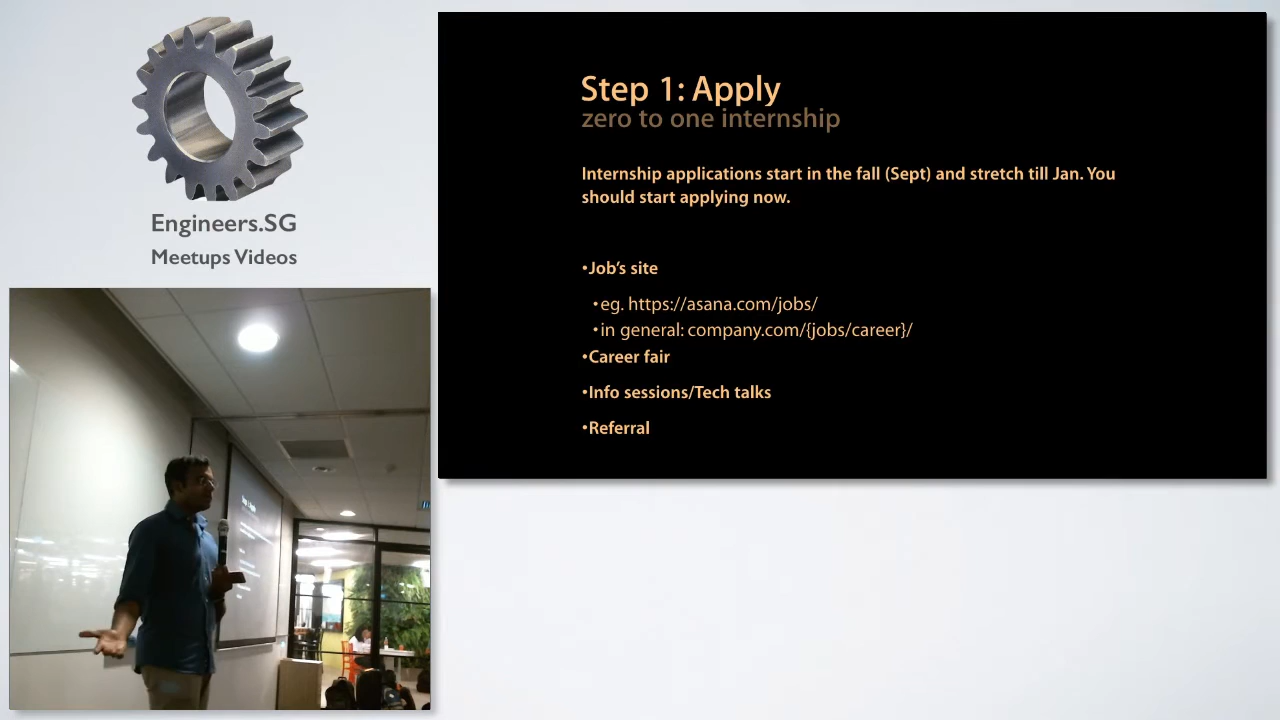 Engineers.SG
Meetups Videos
Step 1: Apply
zero to one internship
Internship applications start in the fall (Sept) and stretch till Jan. You
should start applying now.
•Job’s site
•eg. https://asana.com/jobs/
•in general: company.com/{jobs/career}/
•Career fair
•Info sessions/Tech talks
•Referral